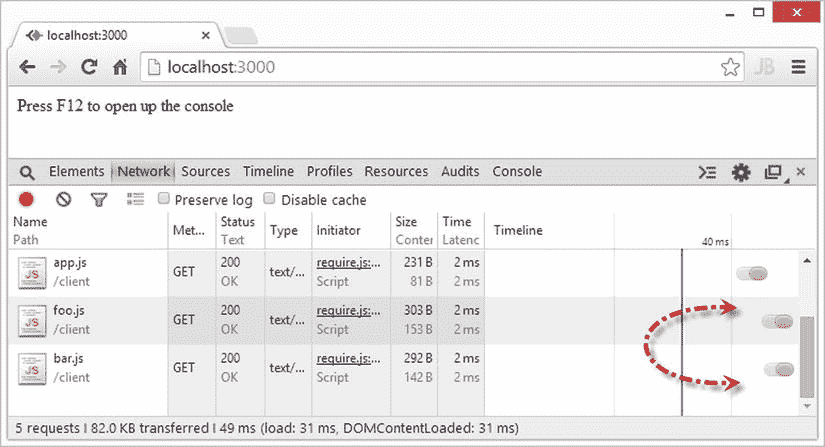 localhost:3000
localhost:3000
JB
Press F12 to open up the console
Elements Network Sources Timeline Profiles Resources Audits Console
Preserve log Disable cache
Name Met... Status Type Initiator Size Time Timeline
Path Text Conter Latenc
40 ms
app.js GET 200 text/... require.js:... 231 B 2 ms
/client OK Script 81 B 2 ms
JS
foo.js GET 200 text/... require.js:... 303 B 2 ms
/client OK Script 153 B 2 ms
JS
bar.js GET 200 text/... require.js:... 292 B 2 ms
/client OK Script 142 B 2 ms
JS
5 requests | 82.0 KB transferred | 49 ms (load: 31 ms, DOMContentLoaded: 31 ms)